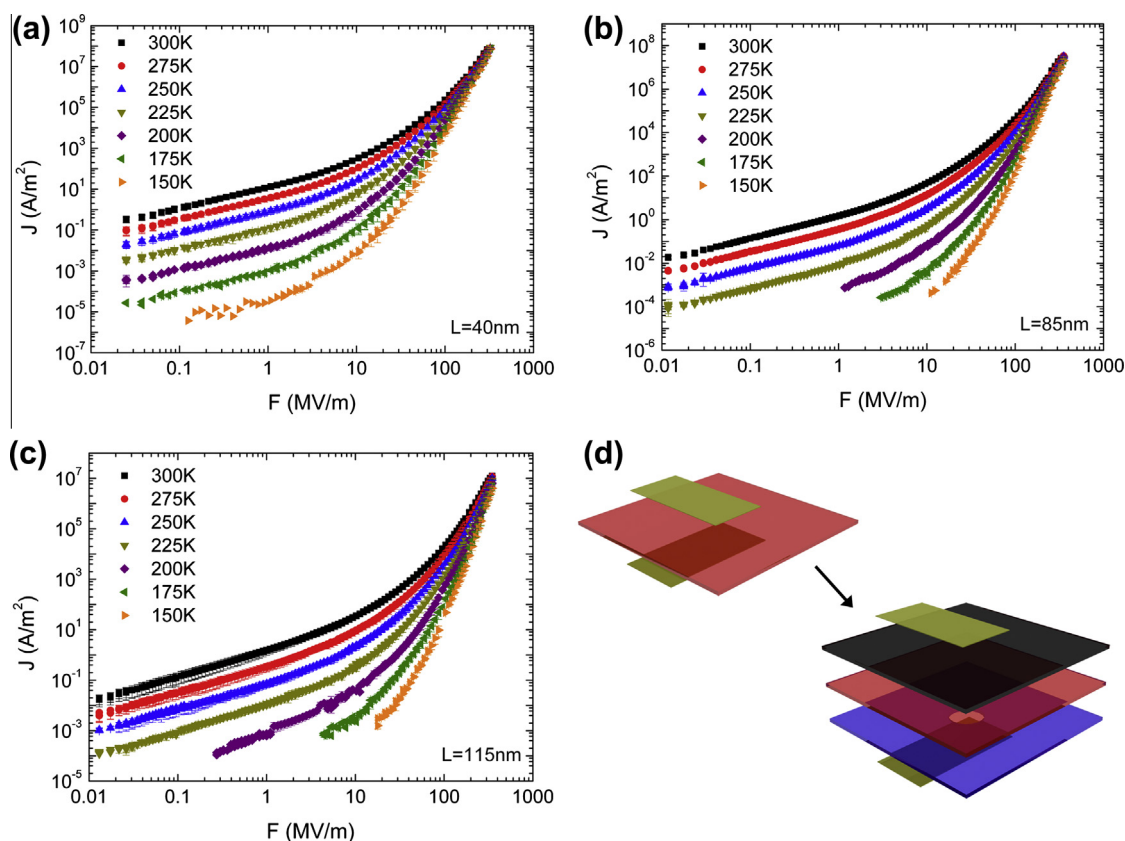 (a)
10^9
10^7
10^5
10^3
10^1
10^-1
10^-3
10^-5
10^-7
J (A/m^2)
300K
275K
250K
225K
200K
175K
150K
L=40nm
0.01 0.1 1 10 100 1000
F (MV/m)
(b)
10^8
10^6
10^4
10^2
10^0
10^-2
10^-4
10^-6
J (A/m^2)
300K
275K
250K
225K
200K
175K
150K
L=85nm
0.01 0.1 1 10 100 1000
F (MV/m)
(c)
10^7
10^5
10^3
10^1
10^-1
10^-3
10^-5
J (A/m^2)
300K
275K
250K
225K
200K
175K
150K
L=115nm
0.01 0.1 1 10 100 1000
F (MV/m)
(d)